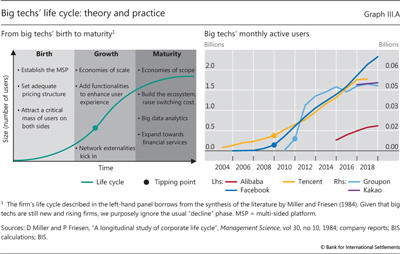 Big techs' life cycle: theory and practice
Graph III.A
From big techs' birth to maturity¹
Big techs' monthly active users
Billions
Billions
Birth
Growth
Maturity
• Establish the MSP
• Set adequate
pricing structure
• Attract a critical
mass of users on
both sides
• Economies of scale
• Add functionalities
to enhance user
experience
• Network externalities
kick in
• Economies of scope
• Build the ecosystem,
raise switching cost
• Big data analytics
• Expand towards
financial services
Size (number of users)
Time
Life cycle
Tipping point
2.0
1.5
1.0
0.5
0.0
0.06
0.05
0.03
0.02
0.00
2004
2006
2008
2010
2012
2014
2016
2018
Lhs:
Alibaba
Facebook
Tencent
Rhs:
Groupon
Kakao
¹ The firm's life cycle described in the left-hand panel borrows from the synthesis of the literature by Miller and Friesen (1984). Given that big
techs are still new and rising firms, we purposely ignore the usual "decline" phase. MSP = multi-sided platform.
Sources: D Miller and P Friesen, "A longitudinal study of corporate life cycle", Management Science, vol 30, no 10, 1984; company reports; BIS
calculations; BIS.
© Bank for International Settlements